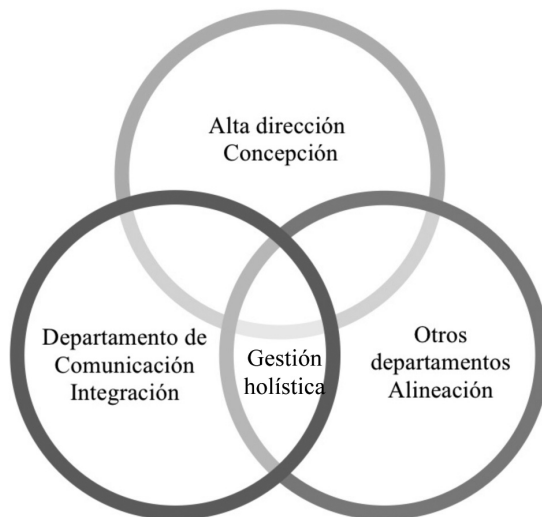 Alta dirección
Concepción
Departamento de
Comunicación
Integración
Gestión
holística
Otros
departamentos
Alineación